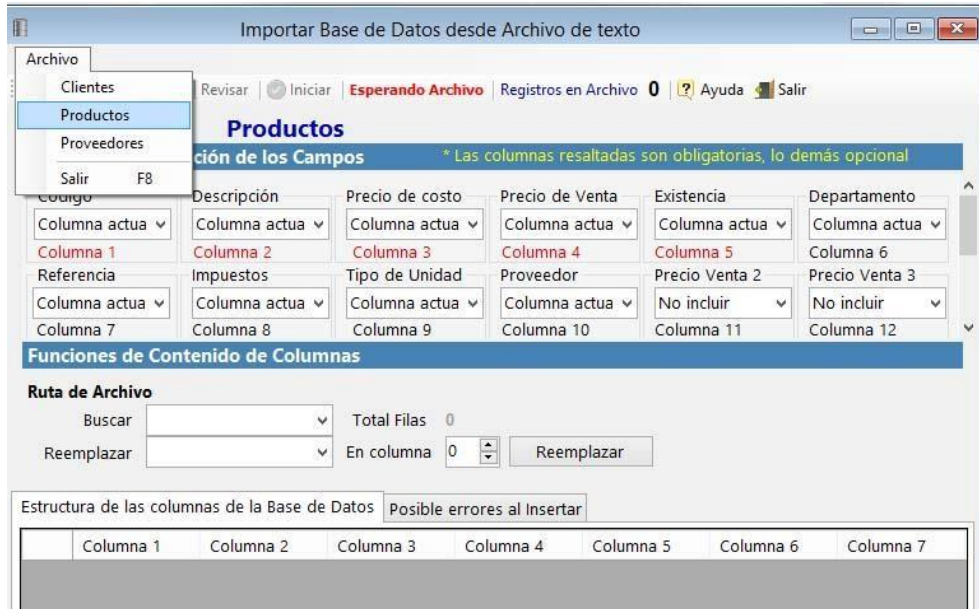 Importar Base de Datos desde Archivo de texto
Archivo
Revisar Iniciar Esperando Archivo Registros en Archivo 0 Ayuda Salir
Clientes
Productos
Proveedores
Salir F8
Productos
ción de los Campos * Las columnas resaltadas son obligatorias, lo demás opcional
Codigo Descripción Precio de costo Precio de Venta Existencia Departamento
Columna actua Columna actua Columna actua Columna actua Columna actua Columna actua
Columna 1 Columna 2 Columna 3 Columna 4 Columna 5 Columna 6
Referencia Impuestos Tipo de Unidad Proveedor Precio Venta 2 Precio Venta 3
Columna actua Columna actua Columna actua Columna actua No incluir No incluir
Columna 7 Columna 8 Columna 9 Columna 10 Columna 11 Columna 12
Funciones de Contenido de Columnas
Ruta de Archivo
Buscar Total Filas 0
Reemplazar En columna 0 Reemplazar
Estructura de las columnas de la Base de Datos Posible errores al Insertar
Columna 1 Columna 2 Columna 3 Columna 4 Columna 5 Columna 6 Columna 7